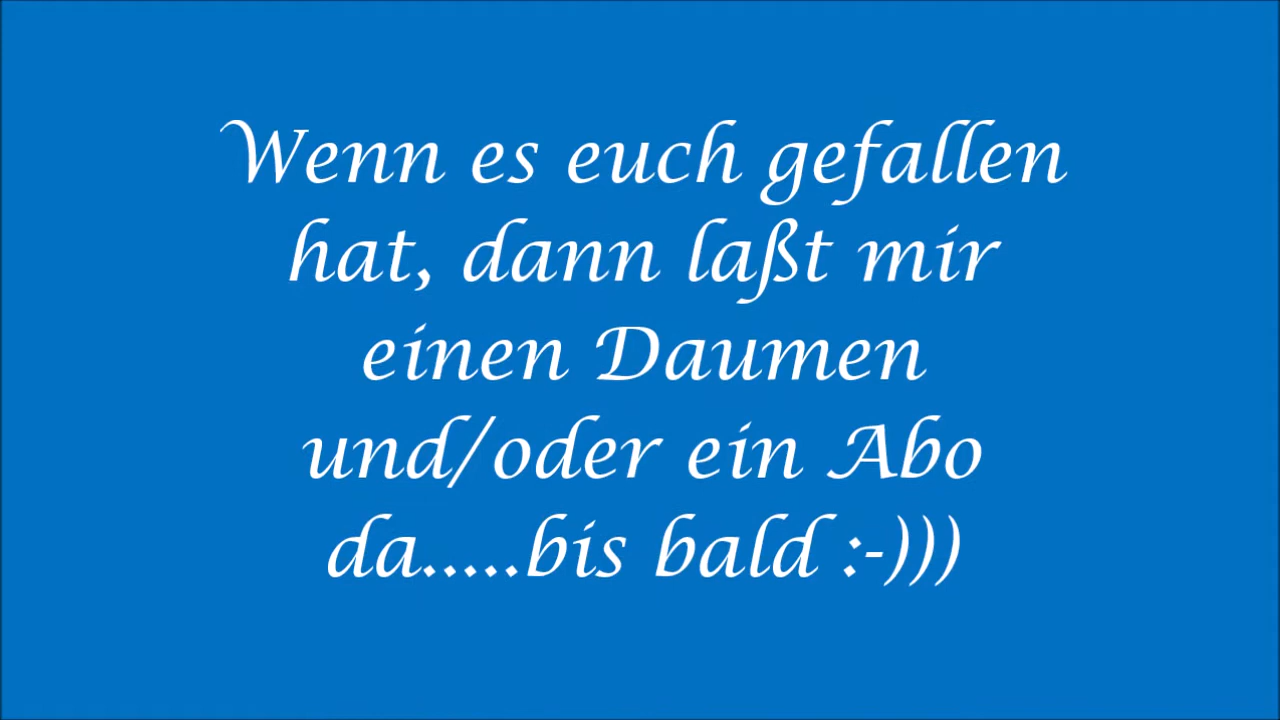 Wenn es euch gefallen
hat, dann laßt mir
einen Daumen
und/oder ein Abo
da.....bis bald :-)))